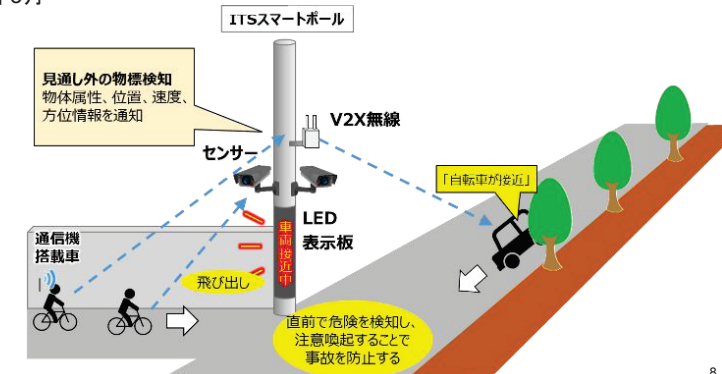 ITSスマートポール
見通し外の物標検知
物体属性、位置、速度、
方位情報を通知
V2X無線
センサー
「自転車が接近」
LED
表示板
車両接近中
通信機
搭載車
飛び出し
直前で危険を検知し、
注意喚起することで
事故を防止する
8